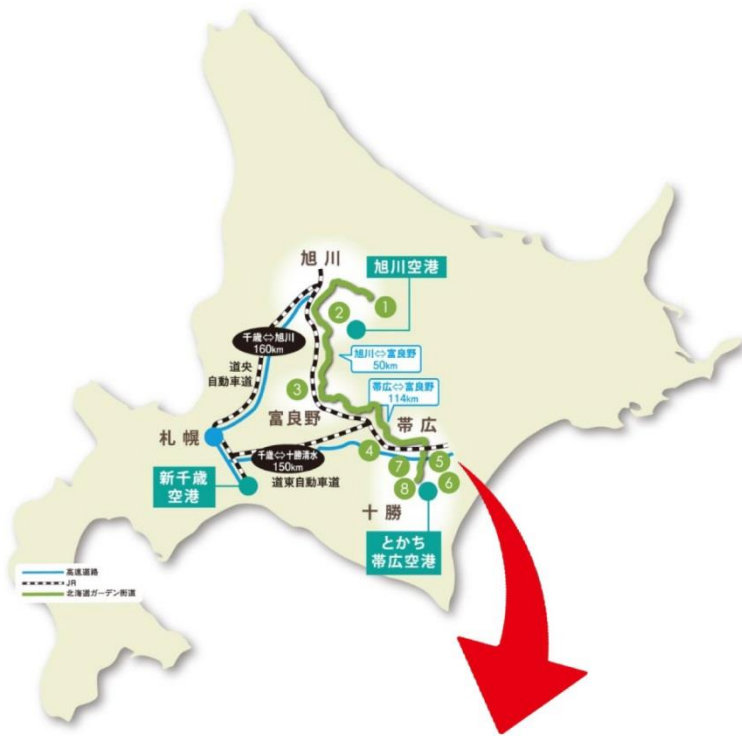 旭川
旭川空港
1
2
千歳⇔旭川
160km
旭川⇔富良野
50km
道央
自動車道
3
帯広⇔富良野
114km
富良野
帯広
札幌
4
千歳⇔十勝清水
150km
7
5
新千歳
空港
道東自動車道
8
6
十勝
とかち
帯広空港
高速道路
JR
北海道ガーデン街道